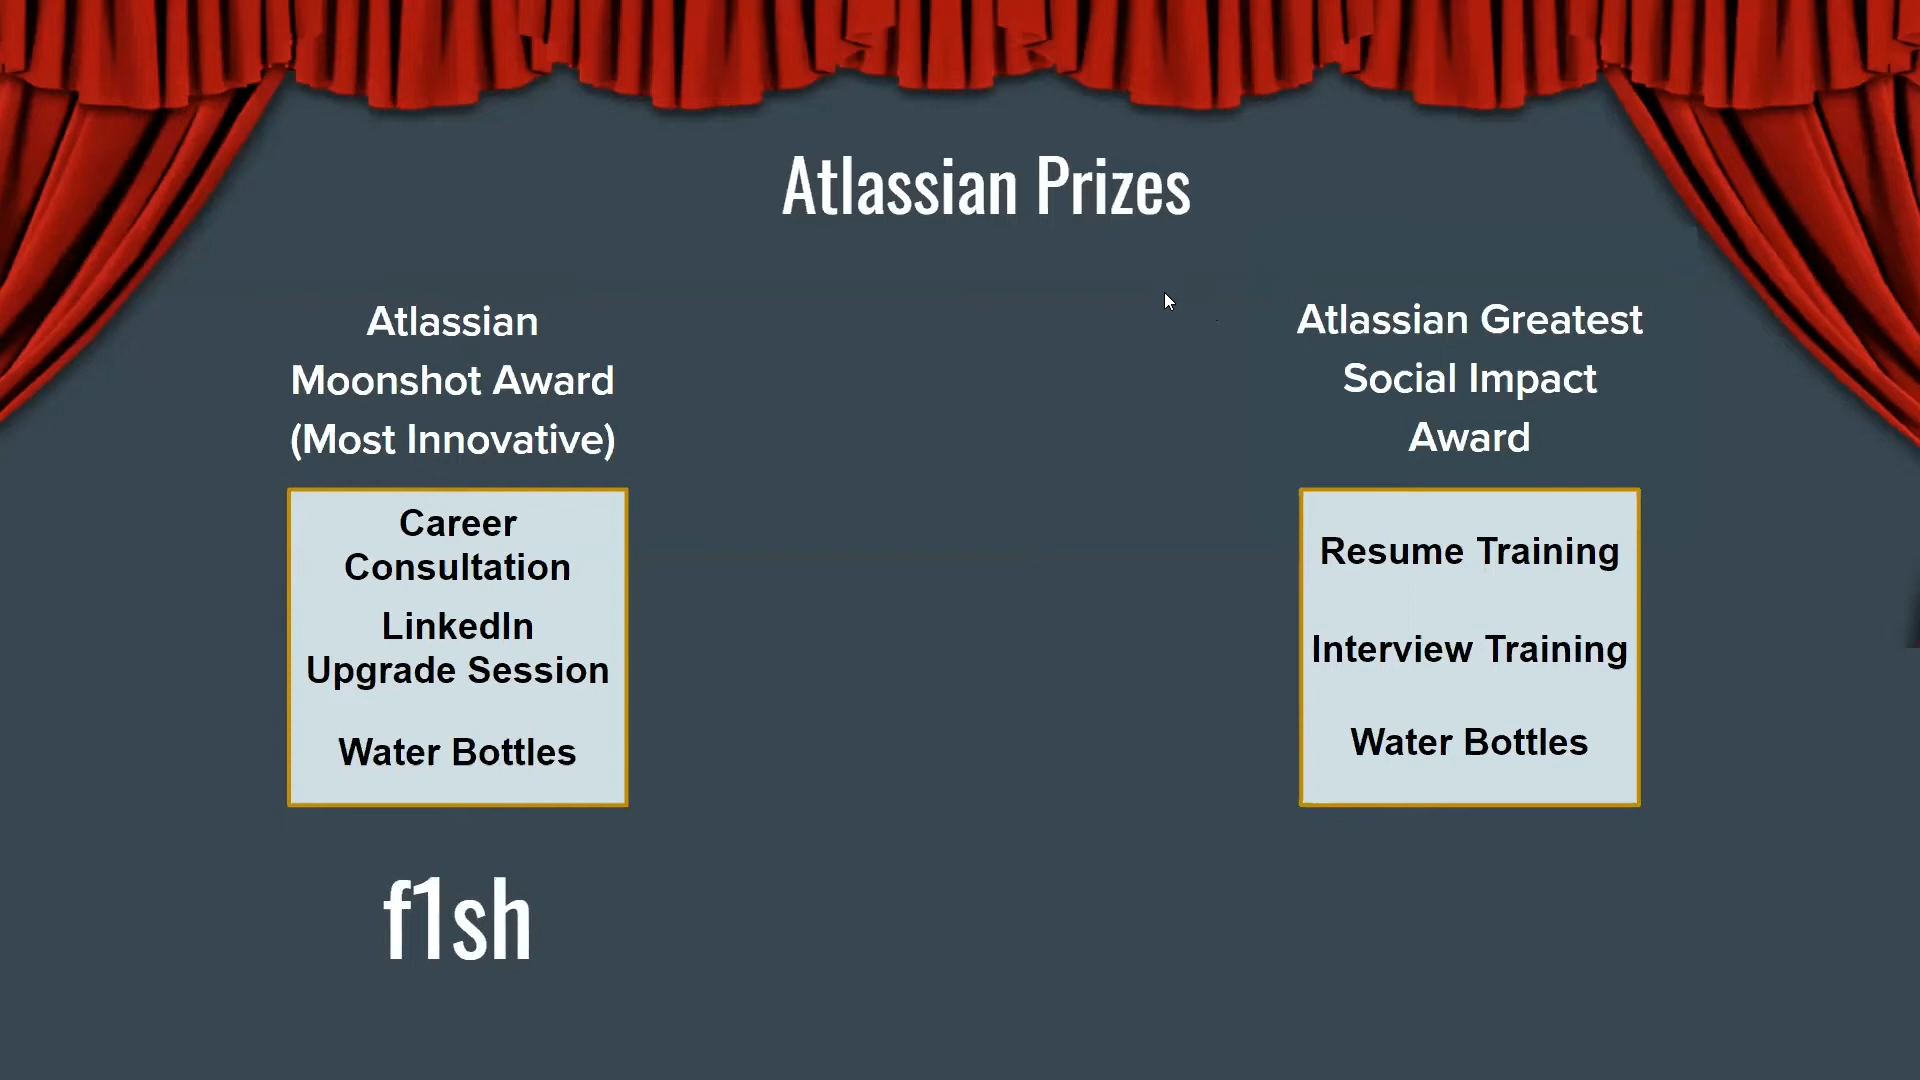 Atlassian Prizes
Atlassian
Moonshot Award
(Most Innovative)
Career
Consultation
LinkedIn
Upgrade Session
Water Bottles
f1sh
Atlassian Greatest
Social Impact
Award
Resume Training
Interview Training
Water Bottles